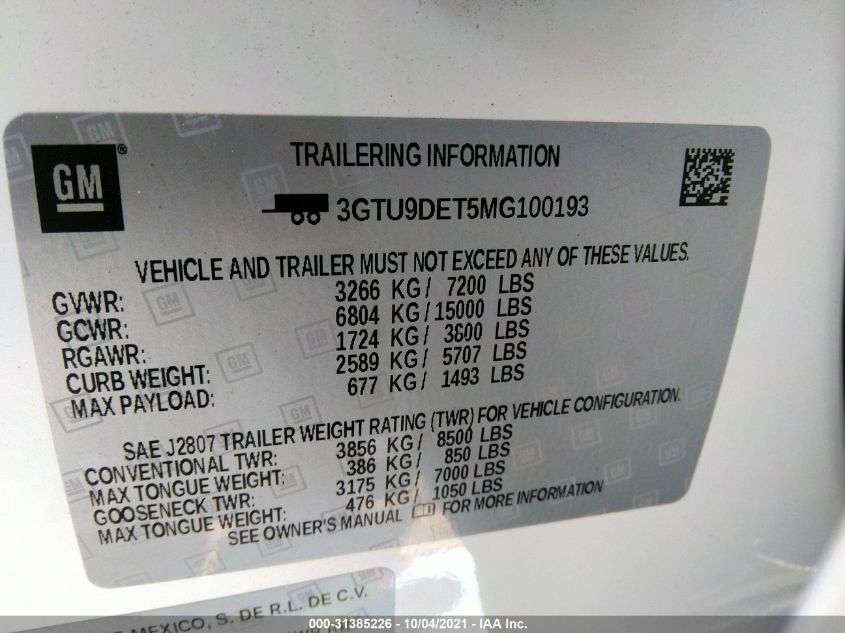 GM®
TRAILERING INFORMATION
3GTU9DET5MG100193
VEHICLE AND TRAILER MUST NOT EXCEED ANY OF THESE VALUES.
GVWR: 3266 KG/ 7200 LBS
GCWR: 6804 KG/15000 LBS
RGAWR: 1724 KG/ 3800 LBS
CURB WEIGHT: 2589 KG/ 5707 LBS
MAX PAYLOAD: 677 KG/ 1493 LBS
SAE J2807 TRAILER WEIGHT RATING (TWR) FOR VEHICLE CONFIGURATION.
CONVENTIONAL TWR: 3856 KG/ 8500 LBS
MAX TONGUE WEIGHT: 386 KG/ 850 LBS
GOOSENECK TWR: 3175 KG/ 7000 LBS
MAX TONGUE WEIGHT: 476 KG/ 1050 LBS
SEE OWNER'S MANUAL FOR MORE INFORMATION
MEXICO, S. DE R.L. DE C.V.
000-31385226 - 10/04/2021 - IAA Inc.